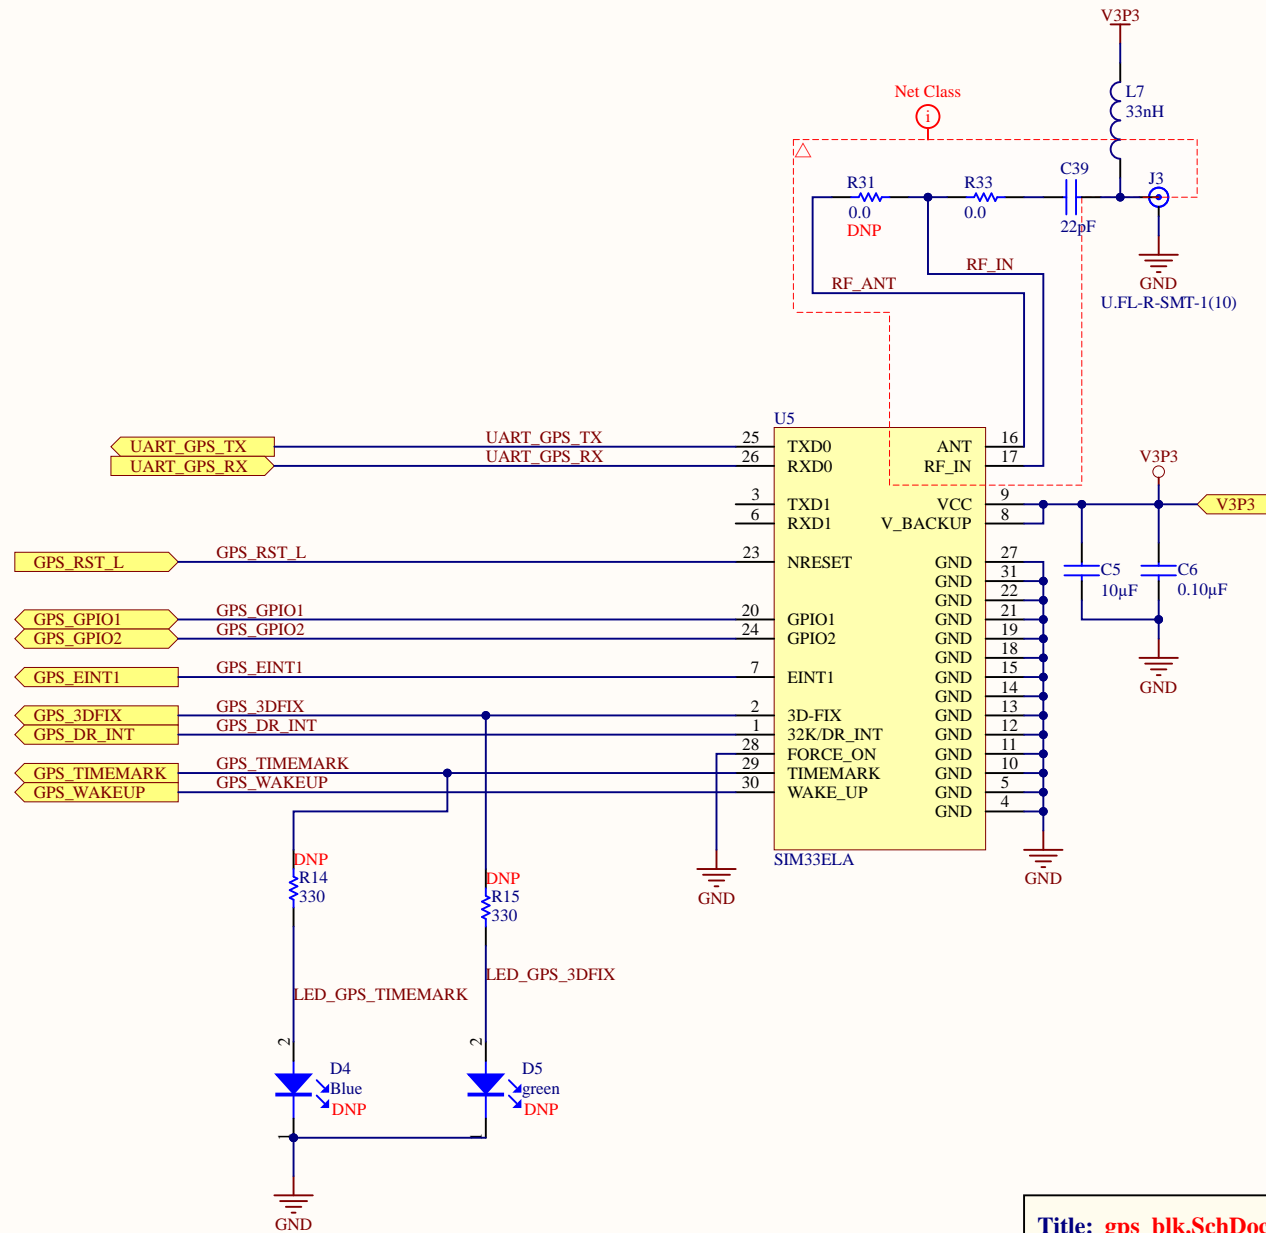 V3P3
L7
33nH
Net Class
i
R31
0.0
DNP
R33
0.0
C39
22pF
J3
GND
U.FL-R-SMT-1(10)
RF_IN
RF_ANT
U5
UART_GPS_TX UART_GPS_TX 25 TXD0 ANT 16
UART_GPS_RX UART_GPS_RX 26 RXD0 RF_IN 17
V3P3
3 TXD1 VCC 9 V3P3
6 RXD1 V_BACKUP 8
GPS_RST_L GPS_RST_L 23 NRESET GND 27
GND 31
C5
10µF
C6
0.10µF
GND 22
GPS_GPIO1 GPS_GPIO1 20 GPIO1 GND 21
GPS_GPIO2 GPS_GPIO2 24 GPIO2 GND 19
GND 18
GPS_EINT1 GPS_EINT1 7 EINT1 GND 15
GND
GND 14
GPS_3DFIX GPS_3DFIX 2 3D-FIX GND 13
GPS_DR_INT GPS_DR_INT 1 32K/DR_INT GND 12
28 FORCE_ON GND 11
GPS_TIMEMARK GPS_TIMEMARK 29 TIMEMARK GND 10
GPS_WAKEUP GPS_WAKEUP 30 WAKE_UP GND 5
GND 4
SIM33ELA
GND
GND
DNP
R14
330
DNP
R15
330
LED_GPS_3DFIX
LED_GPS_TIMEMARK
2
D4
Blue
DNP
1
2
D5
green
DNP
1
GND
Title: gps_blk.SchDoc